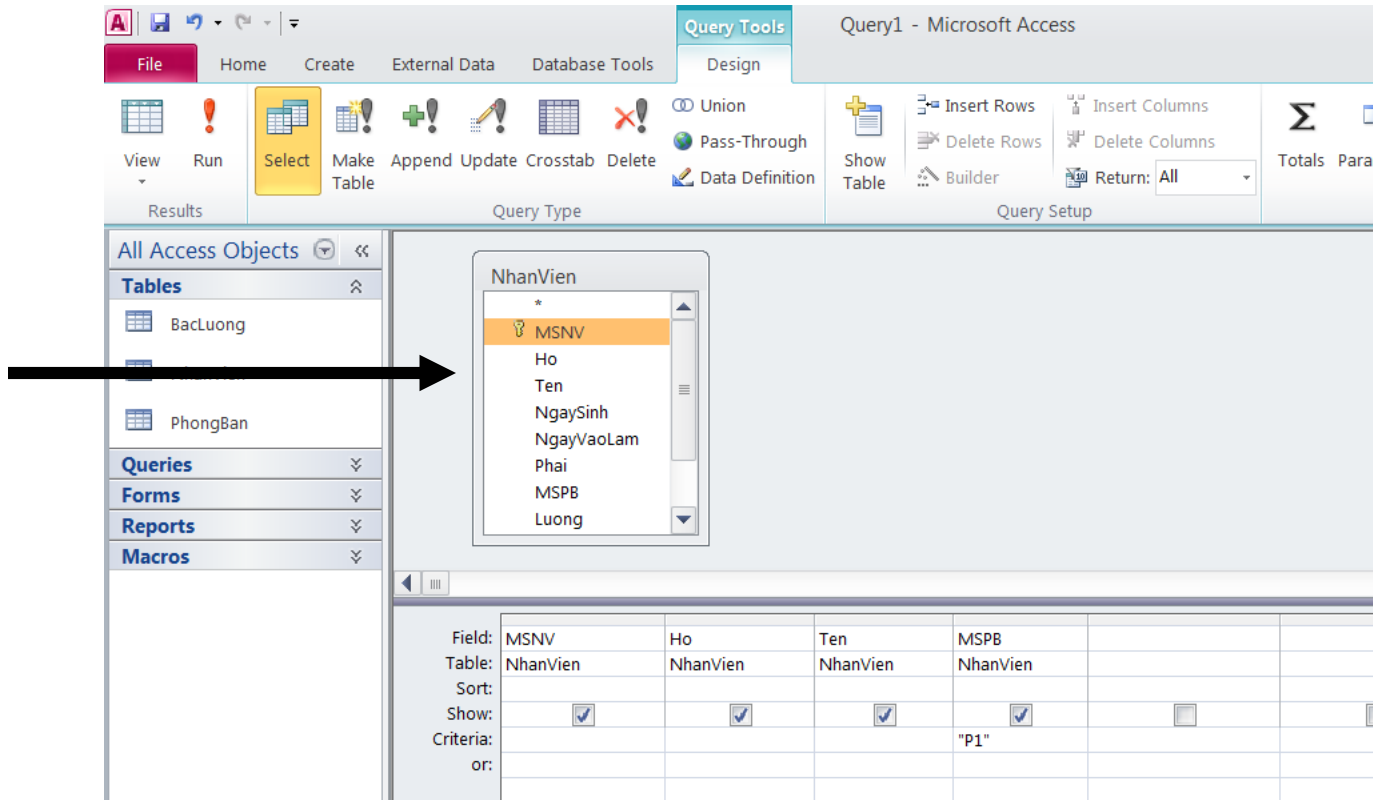 A
Query Tools Query1 - Microsoft Access
File Home Create External Data Database Tools Design
View Run Select Make Table Append Update Crosstab Delete
Union
Pass-Through
Data Definition
Show Table
Insert Rows
Delete Rows
Builder
Insert Columns
Delete Columns
Return: All
Σ
Totals Para
Results Query Type Query Setup
All Access Objects
Tables
BacLuong
PhongBan
Queries
Forms
Reports
Macros
NhanVien
*
MSNV
Ho
Ten
NgaySinh
NgayVaoLam
Phai
MSPB
Luong
Field: MSNV Ho Ten MSPB
Table: NhanVien NhanVien NhanVien NhanVien
Sort:
Show:
Criteria: "P1"
or: